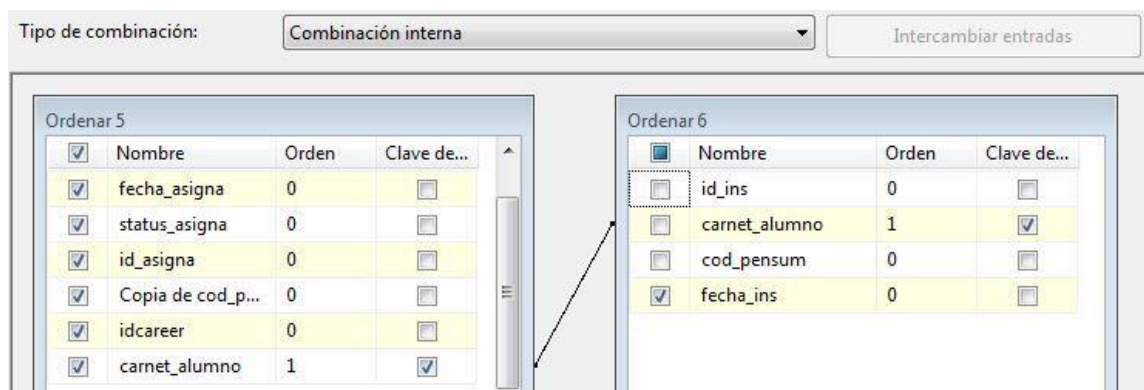 Tipo de combinación: Combinación interna Intercambiar entradas
Ordenar 5
Nombre Orden Clave de...
fecha_asigna 0
status_asigna 0
id_asigna 0
Copia de cod_p... 0
idcareer 0
carnet_alumno 1
Ordenar 6
Nombre Orden Clave de...
id_ins 0
carnet_alumno 1
cod_pensum 0
fecha_ins 0